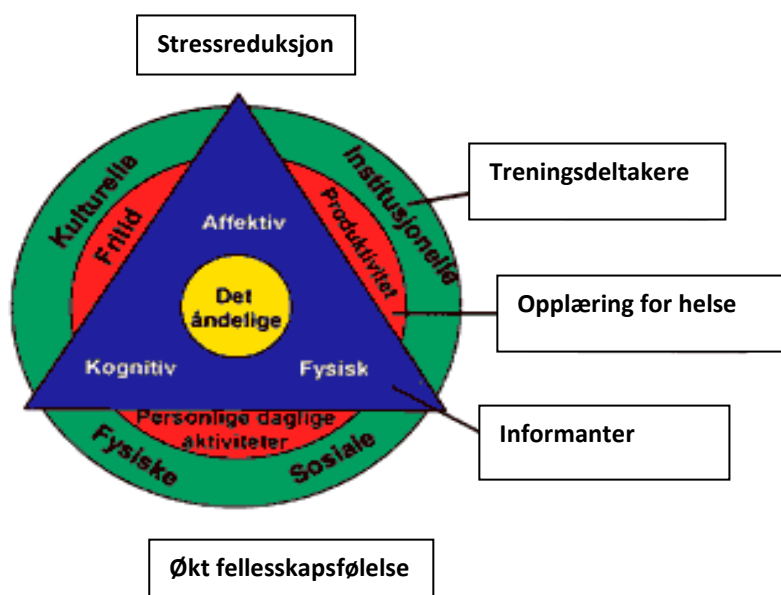 Stressreduksjon
Kulturelle
Institusjonelle
Treningsdeltakere
Fritid
Produktivitet
Affektiv
Det
åndelige
Opplæring for helse
Kognitiv
Fysisk
Personlige daglige
aktiviteter
Informanter
Fysiske
Sosiale
Økt fellesskapsfølelse